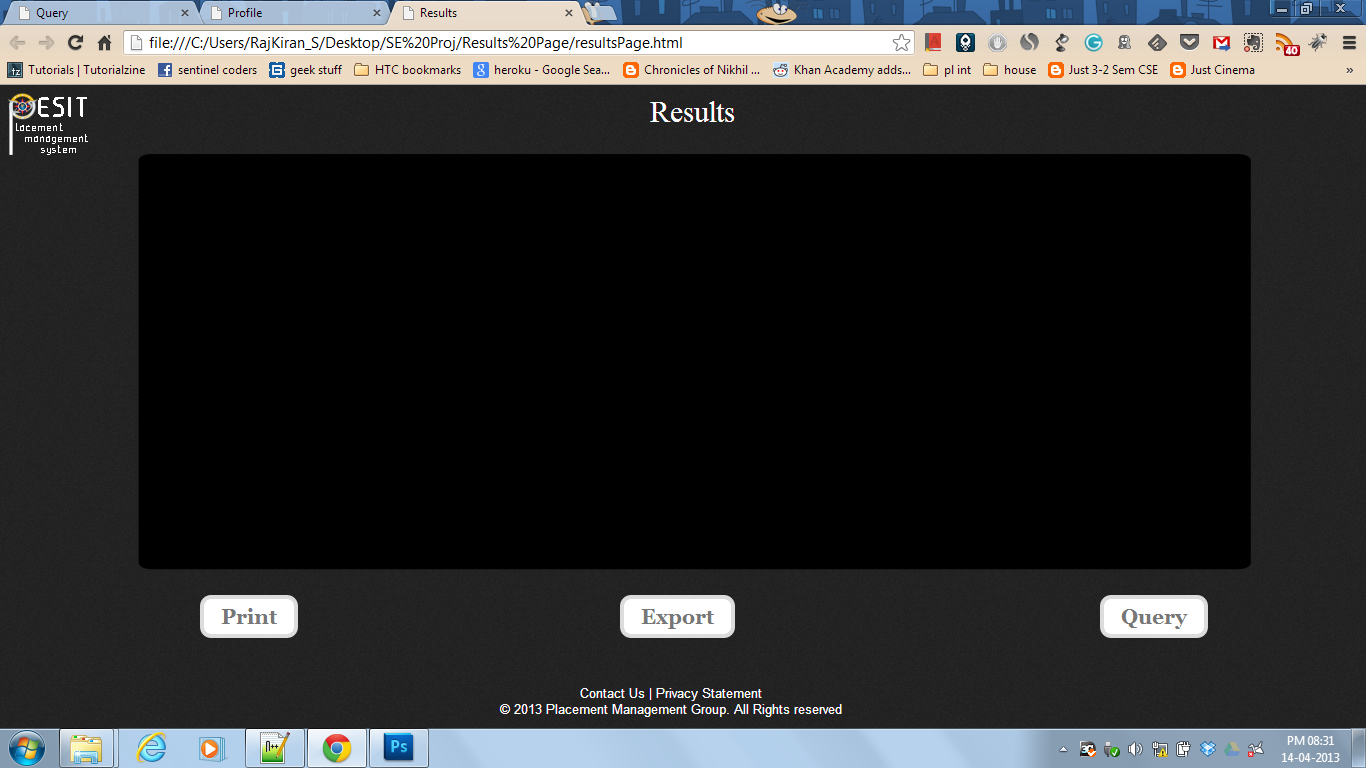 Query
Profile
Results
file:///C:/Users/RajKiran_S/Desktop/SE%20Proj/Results%20Page/resultsPage.html
40
Tutorials | Tutorialzine
sentinel coders
geek stuff
HTC bookmarks
heroku - Google Sea...
Chronicles of Nikhil ...
Khan Academy adds...
pl int
house
Just 3-2 Sem CSE
Just Cinema
»
PESIT
lacement
management
system
Results
Print
Export
Query
Contact Us | Privacy Statement
© 2013 Placement Management Group. All Rights reserved
Ps
3G
PM 08:31
14-04-2013